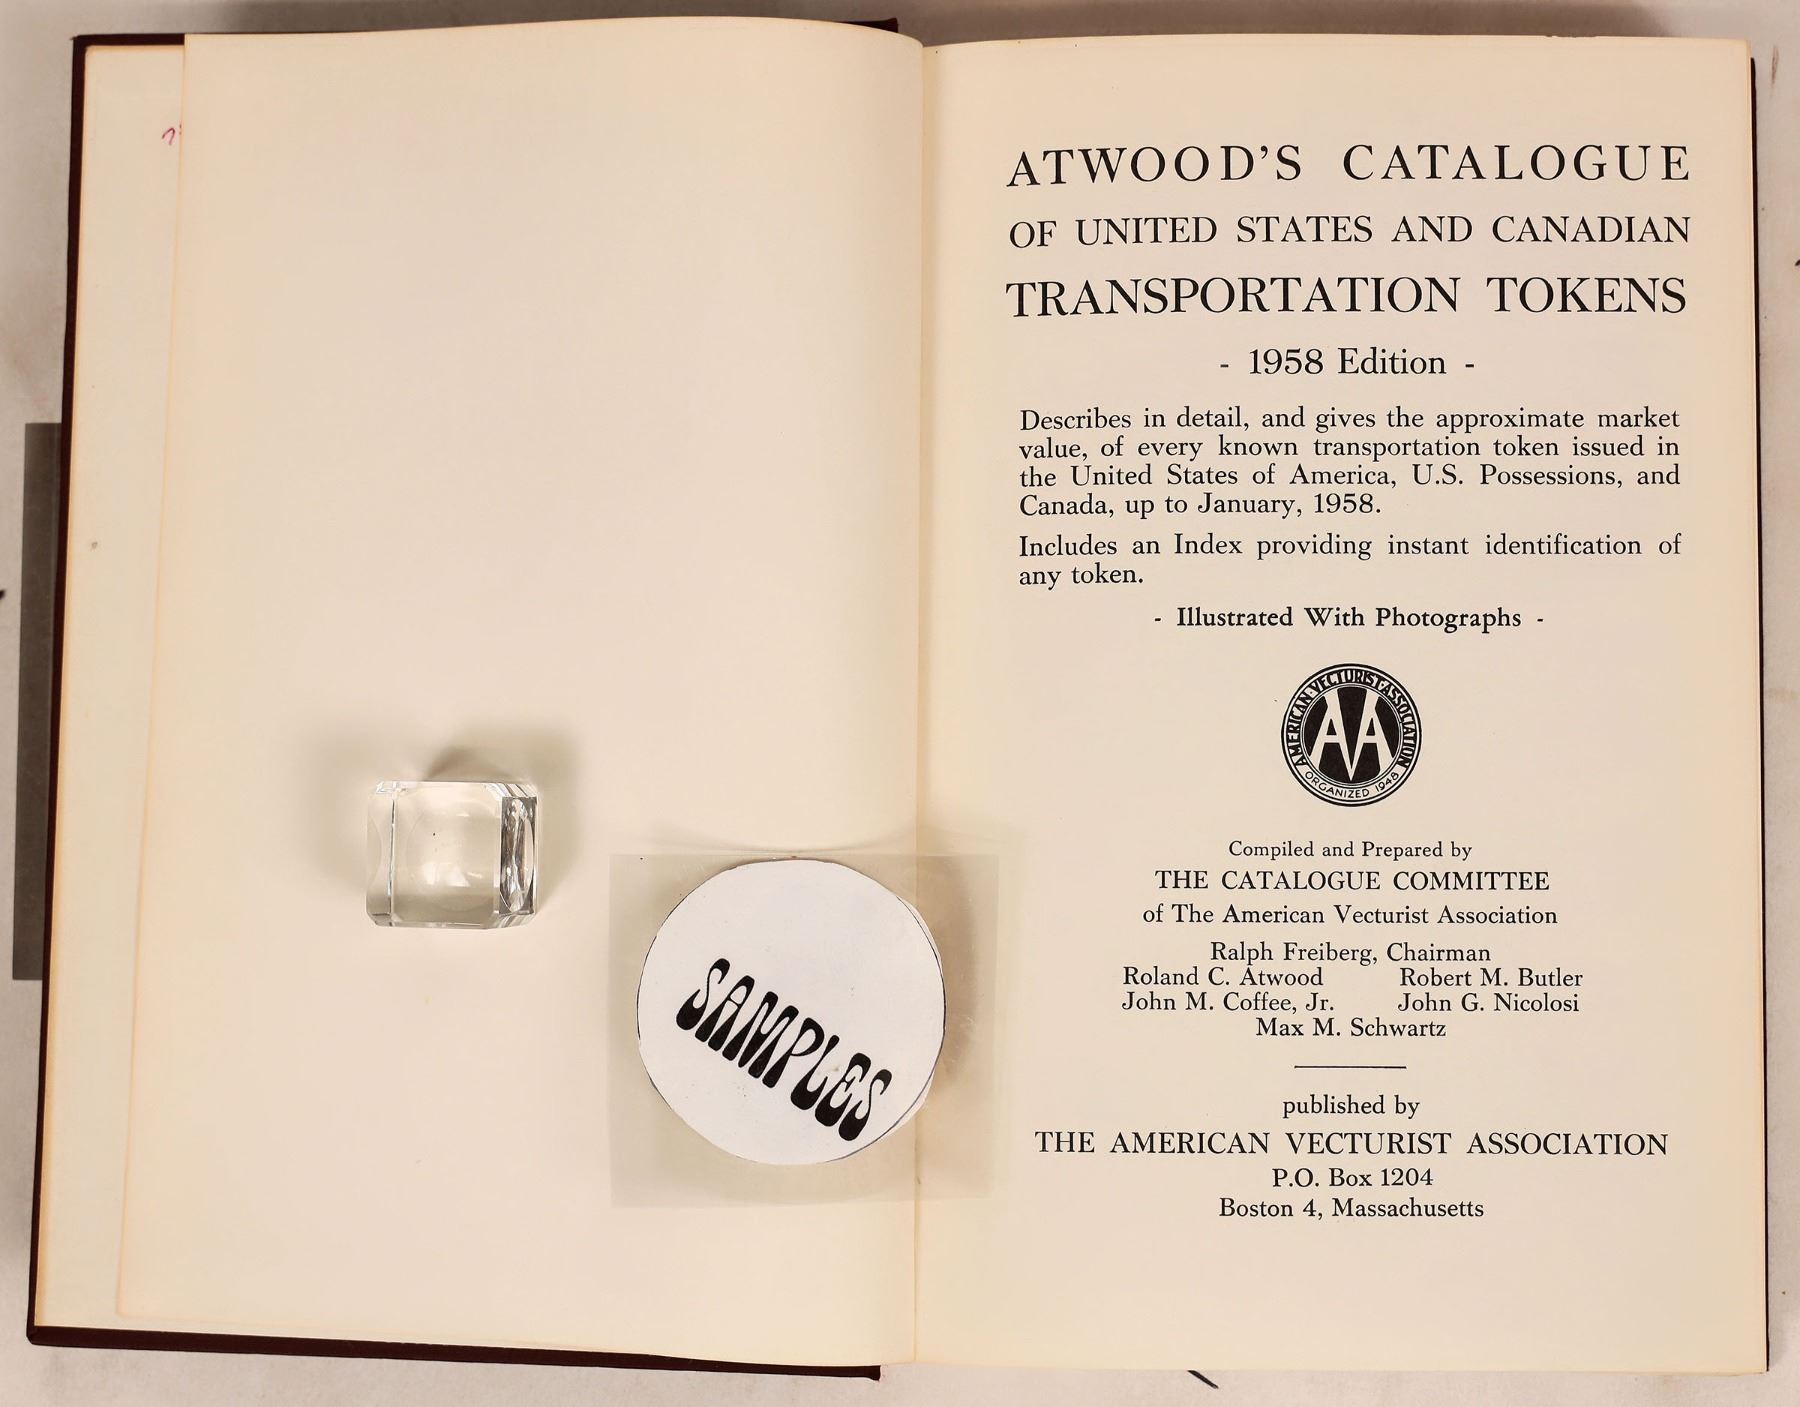 SAMPLES
ATWOOD'S CATALOGUE
OF UNITED STATES AND CANADIAN
TRANSPORTATION TOKENS
- 1958 Edition -
Describes in detail, and gives the approximate market
value, of every known transportation token issued in
the United States of America, U.S. Possessions, and
Canada, up to January, 1958.
Includes an Index providing instant identification of
any token.
- Illustrated With Photographs -
AMERICAN·VECTURIST·ASSOCIATION
AVA
ORGANIZED 1948
Compiled and Prepared by
THE CATALOGUE COMMITTEE
of The American Vecturist Association
Ralph Freiberg, Chairman
Roland C. Atwood Robert M. Butler
John M. Coffee, Jr. John G. Nicolosi
Max M. Schwartz
published by
THE AMERICAN VECTURIST ASSOCIATION
P.O. Box 1204
Boston 4, Massachusetts